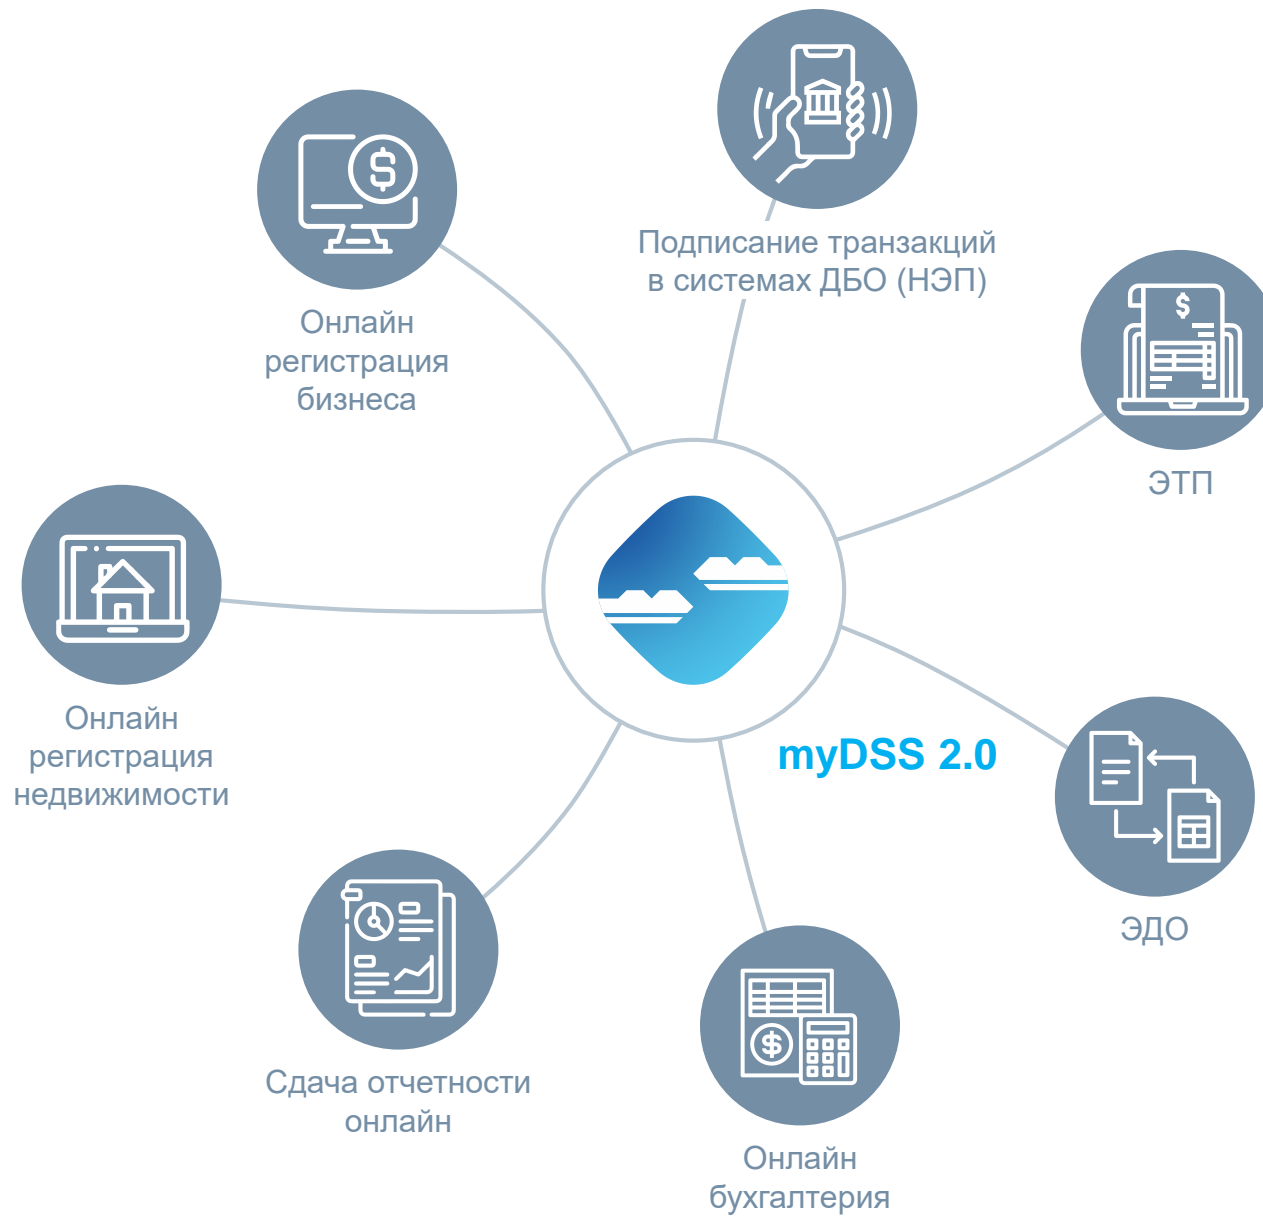 Подписание транзакций
в системах ДБО (НЭП)
Онлайн
регистрация
бизнеса
ЭТП
Онлайн
регистрация
недвижимости
myDSS 2.0
ЭДО
Сдача отчетности
онлайн
Онлайн
бухгалтерия